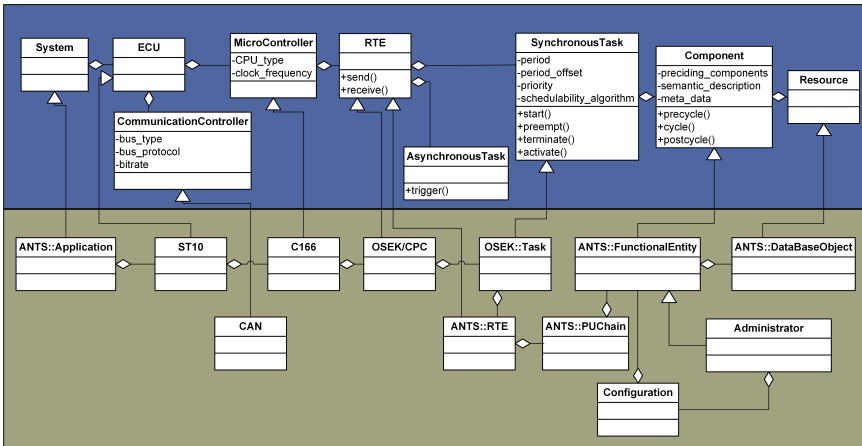 System
ECU
MicroController
-CPU_type
-clock_frequency
RTE
+send()
+receive()
SynchronousTask
-period
-period_offset
-priority
-schedulability_algorithm
+start()
+preempt()
+terminate()
+activate()
Component
-preciding_components
-semantic_description
-meta_data
+precycle()
+cycle()
+postcycle()
Resource
CommunicationController
-bus_type
-bus_protocol
-bitrate
AsynchronousTask
+trigger()
ANTS::Application
ST10
C166
OSEK/CPC
OSEK::Task
ANTS::FunctionalEntity
ANTS::DataBaseObject
CAN
ANTS::RTE
ANTS::PUChain
Administrator
Configuration